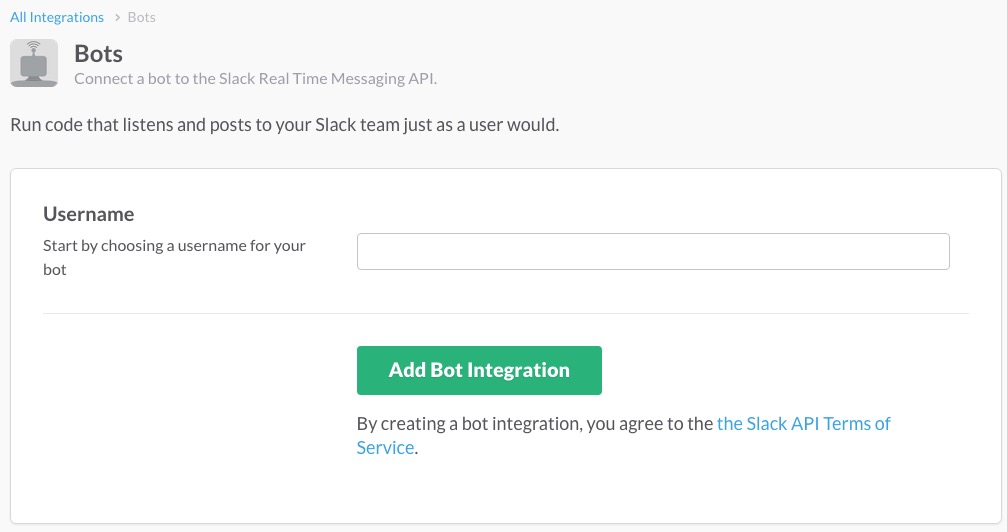 All Integrations > Bots
Bots
Connect a bot to the Slack Real Time Messaging API.
Run code that listens and posts to your Slack team just as a user would.
Username
Start by choosing a username for your
bot
Add Bot Integration
By creating a bot integration, you agree to the the Slack API Terms of
Service.